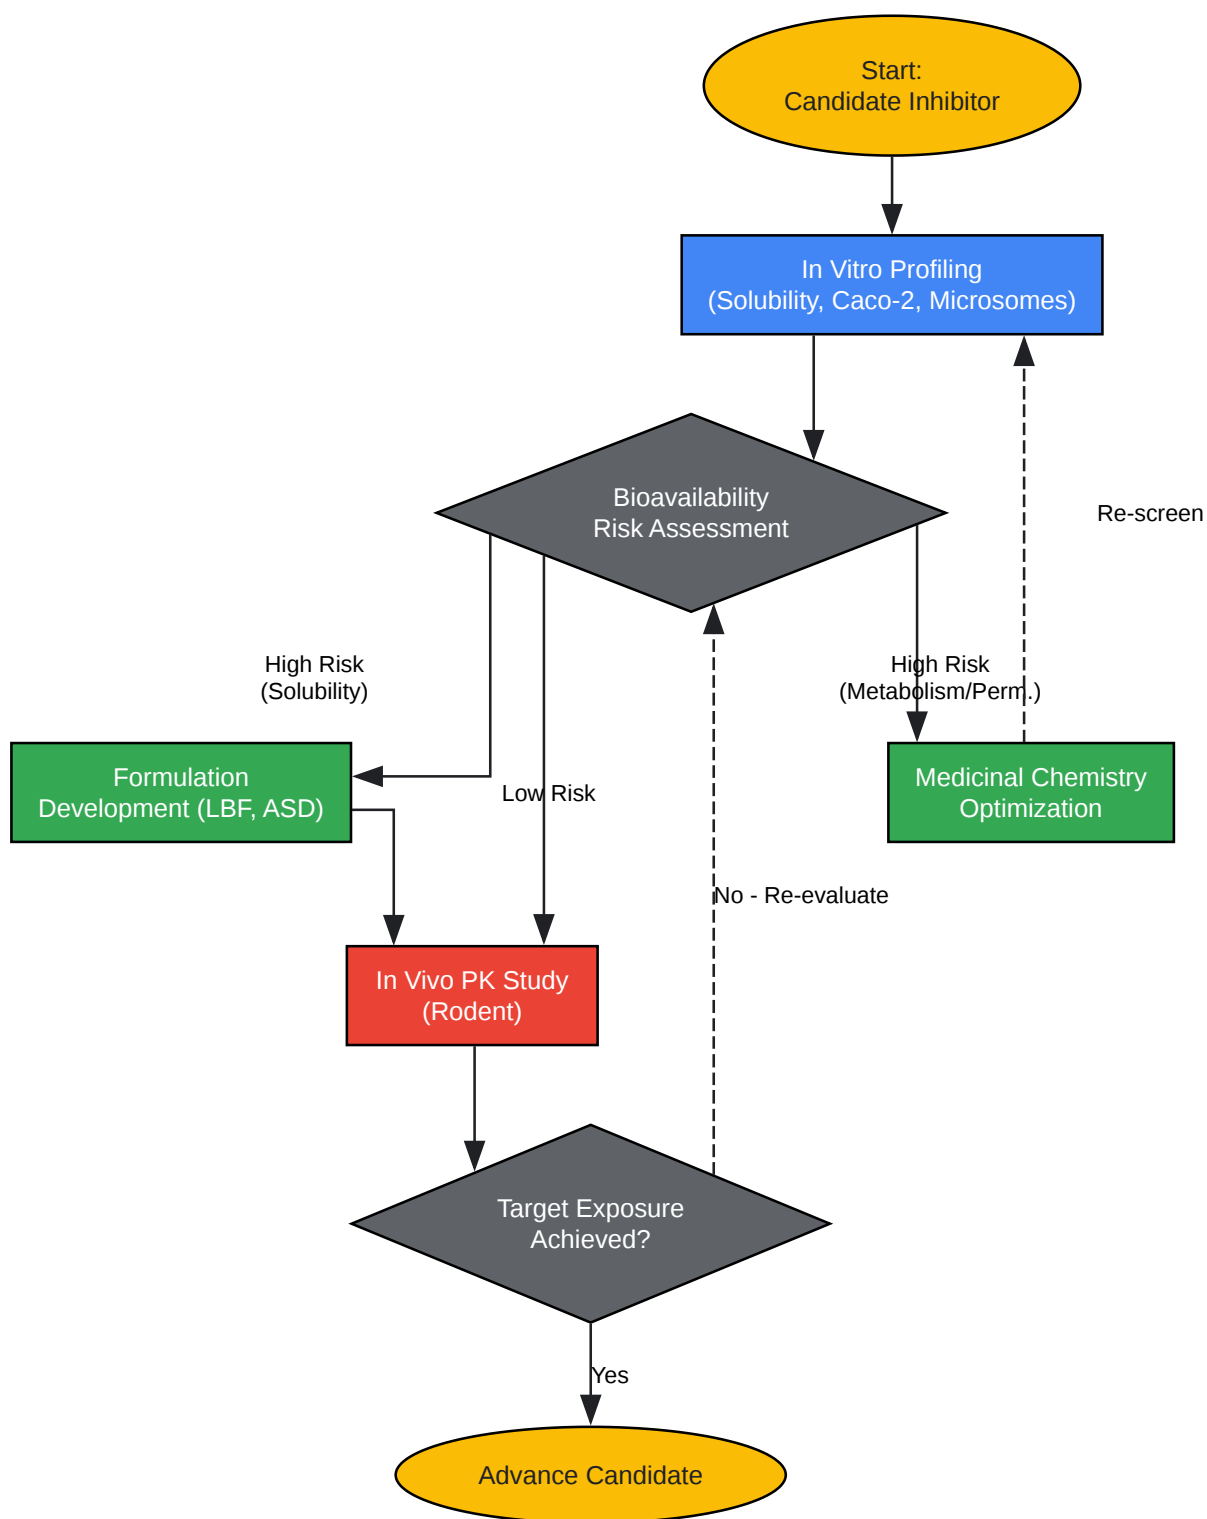 Start:
Candidate Inhibitor
In Vitro Profiling
(Solubility, Caco-2, Microsomes)
Bioavailability
Risk Assessment
Re-screen
High Risk
(Solubility)
High Risk
(Metabolism/Perm.)
Formulation
Development (LBF, ASD)
Low Risk
Medicinal Chemistry
Optimization
No - Re-evaluate
In Vivo PK Study
(Rodent)
Target Exposure
Achieved?
Yes
Advance Candidate